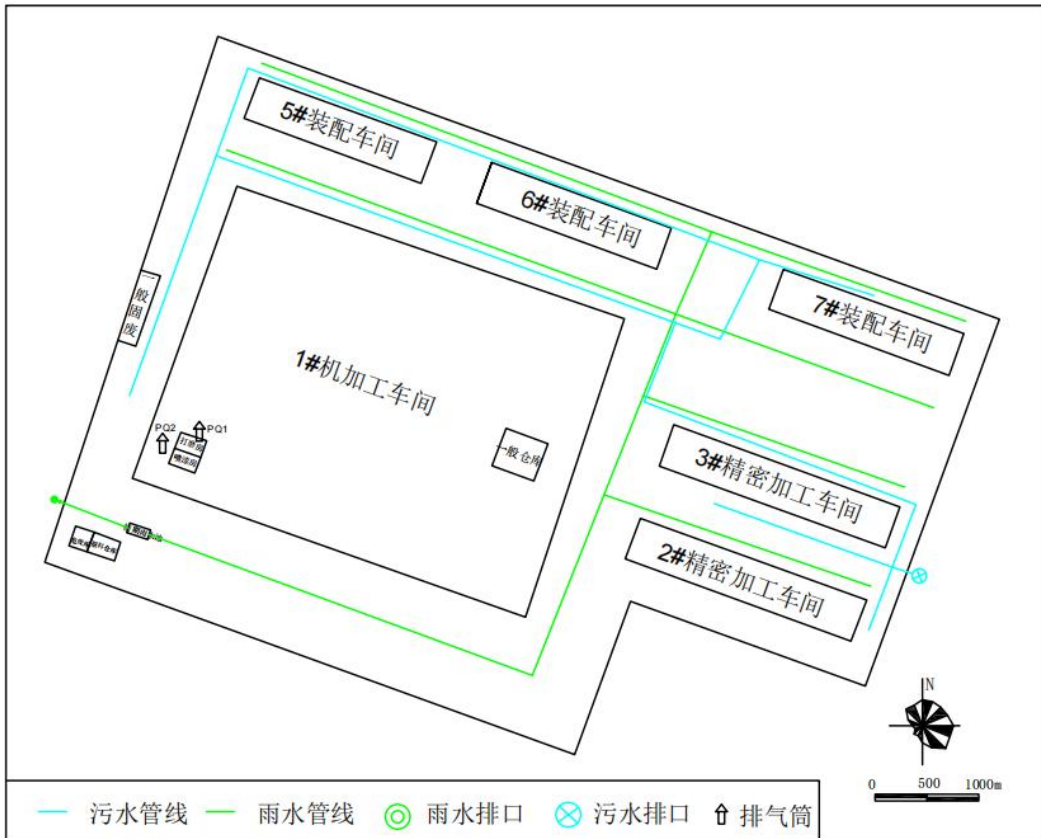 5#装配车间
6#装配车间
7#装配车间
一般固废
1#机加工车间
PQ2
PQ1
打磨房
喷漆房
一般仓库
3#精密加工车间
2#精密加工车间
N
0 500 1000m
污水管线
雨水管线
雨水排口
污水排口
排气筒